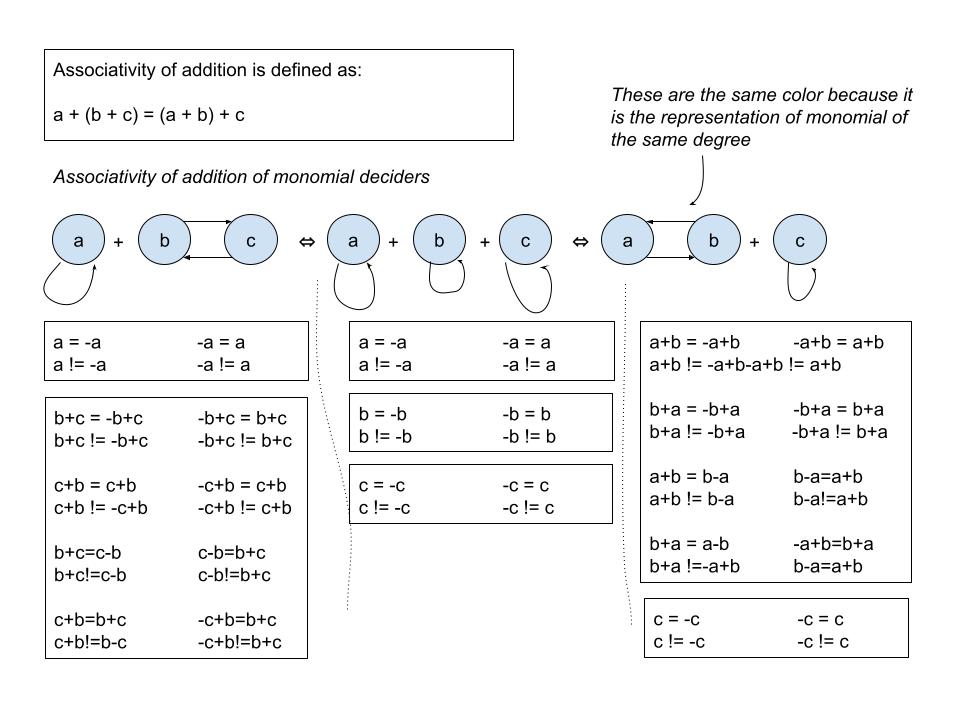 Associativity of addition is defined as:
a + (b + c) = (a + b) + c
These are the same color because it
is the representation of monomial of
the same degree
Associativity of addition of monomial deciders
a + b c ⇔ a + b + c ⇔ a b + c
a = -a -a = a
a != -a -a != a
b+c = -b+c -b+c = b+c
b+c != -b+c -b+c != b+c
c+b = c+b -c+b = c+b
c+b != -c+b -c+b != c+b
b+c=c-b c-b=b+c
b+c!=c-b c-b!=b+c
c+b=b+c -c+b=b+c
c+b!=b-c -c+b!=b+c
a = -a -a = a
a != -a -a != a
b = -b -b = b
b != -b -b != b
c = -c -c = c
c != -c -c != c
a+b = -a+b -a+b = a+b
a+b != -a+b-a+b != a+b
b+a = -b+a -b+a = b+a
b+a != -b+a -b+a != b+a
a+b = b-a b-a=a+b
a+b != b-a b-a!=a+b
b+a = a-b -a+b=b+a
b+a !=-a+b b-a=a+b
c = -c -c = c
c != -c -c != c